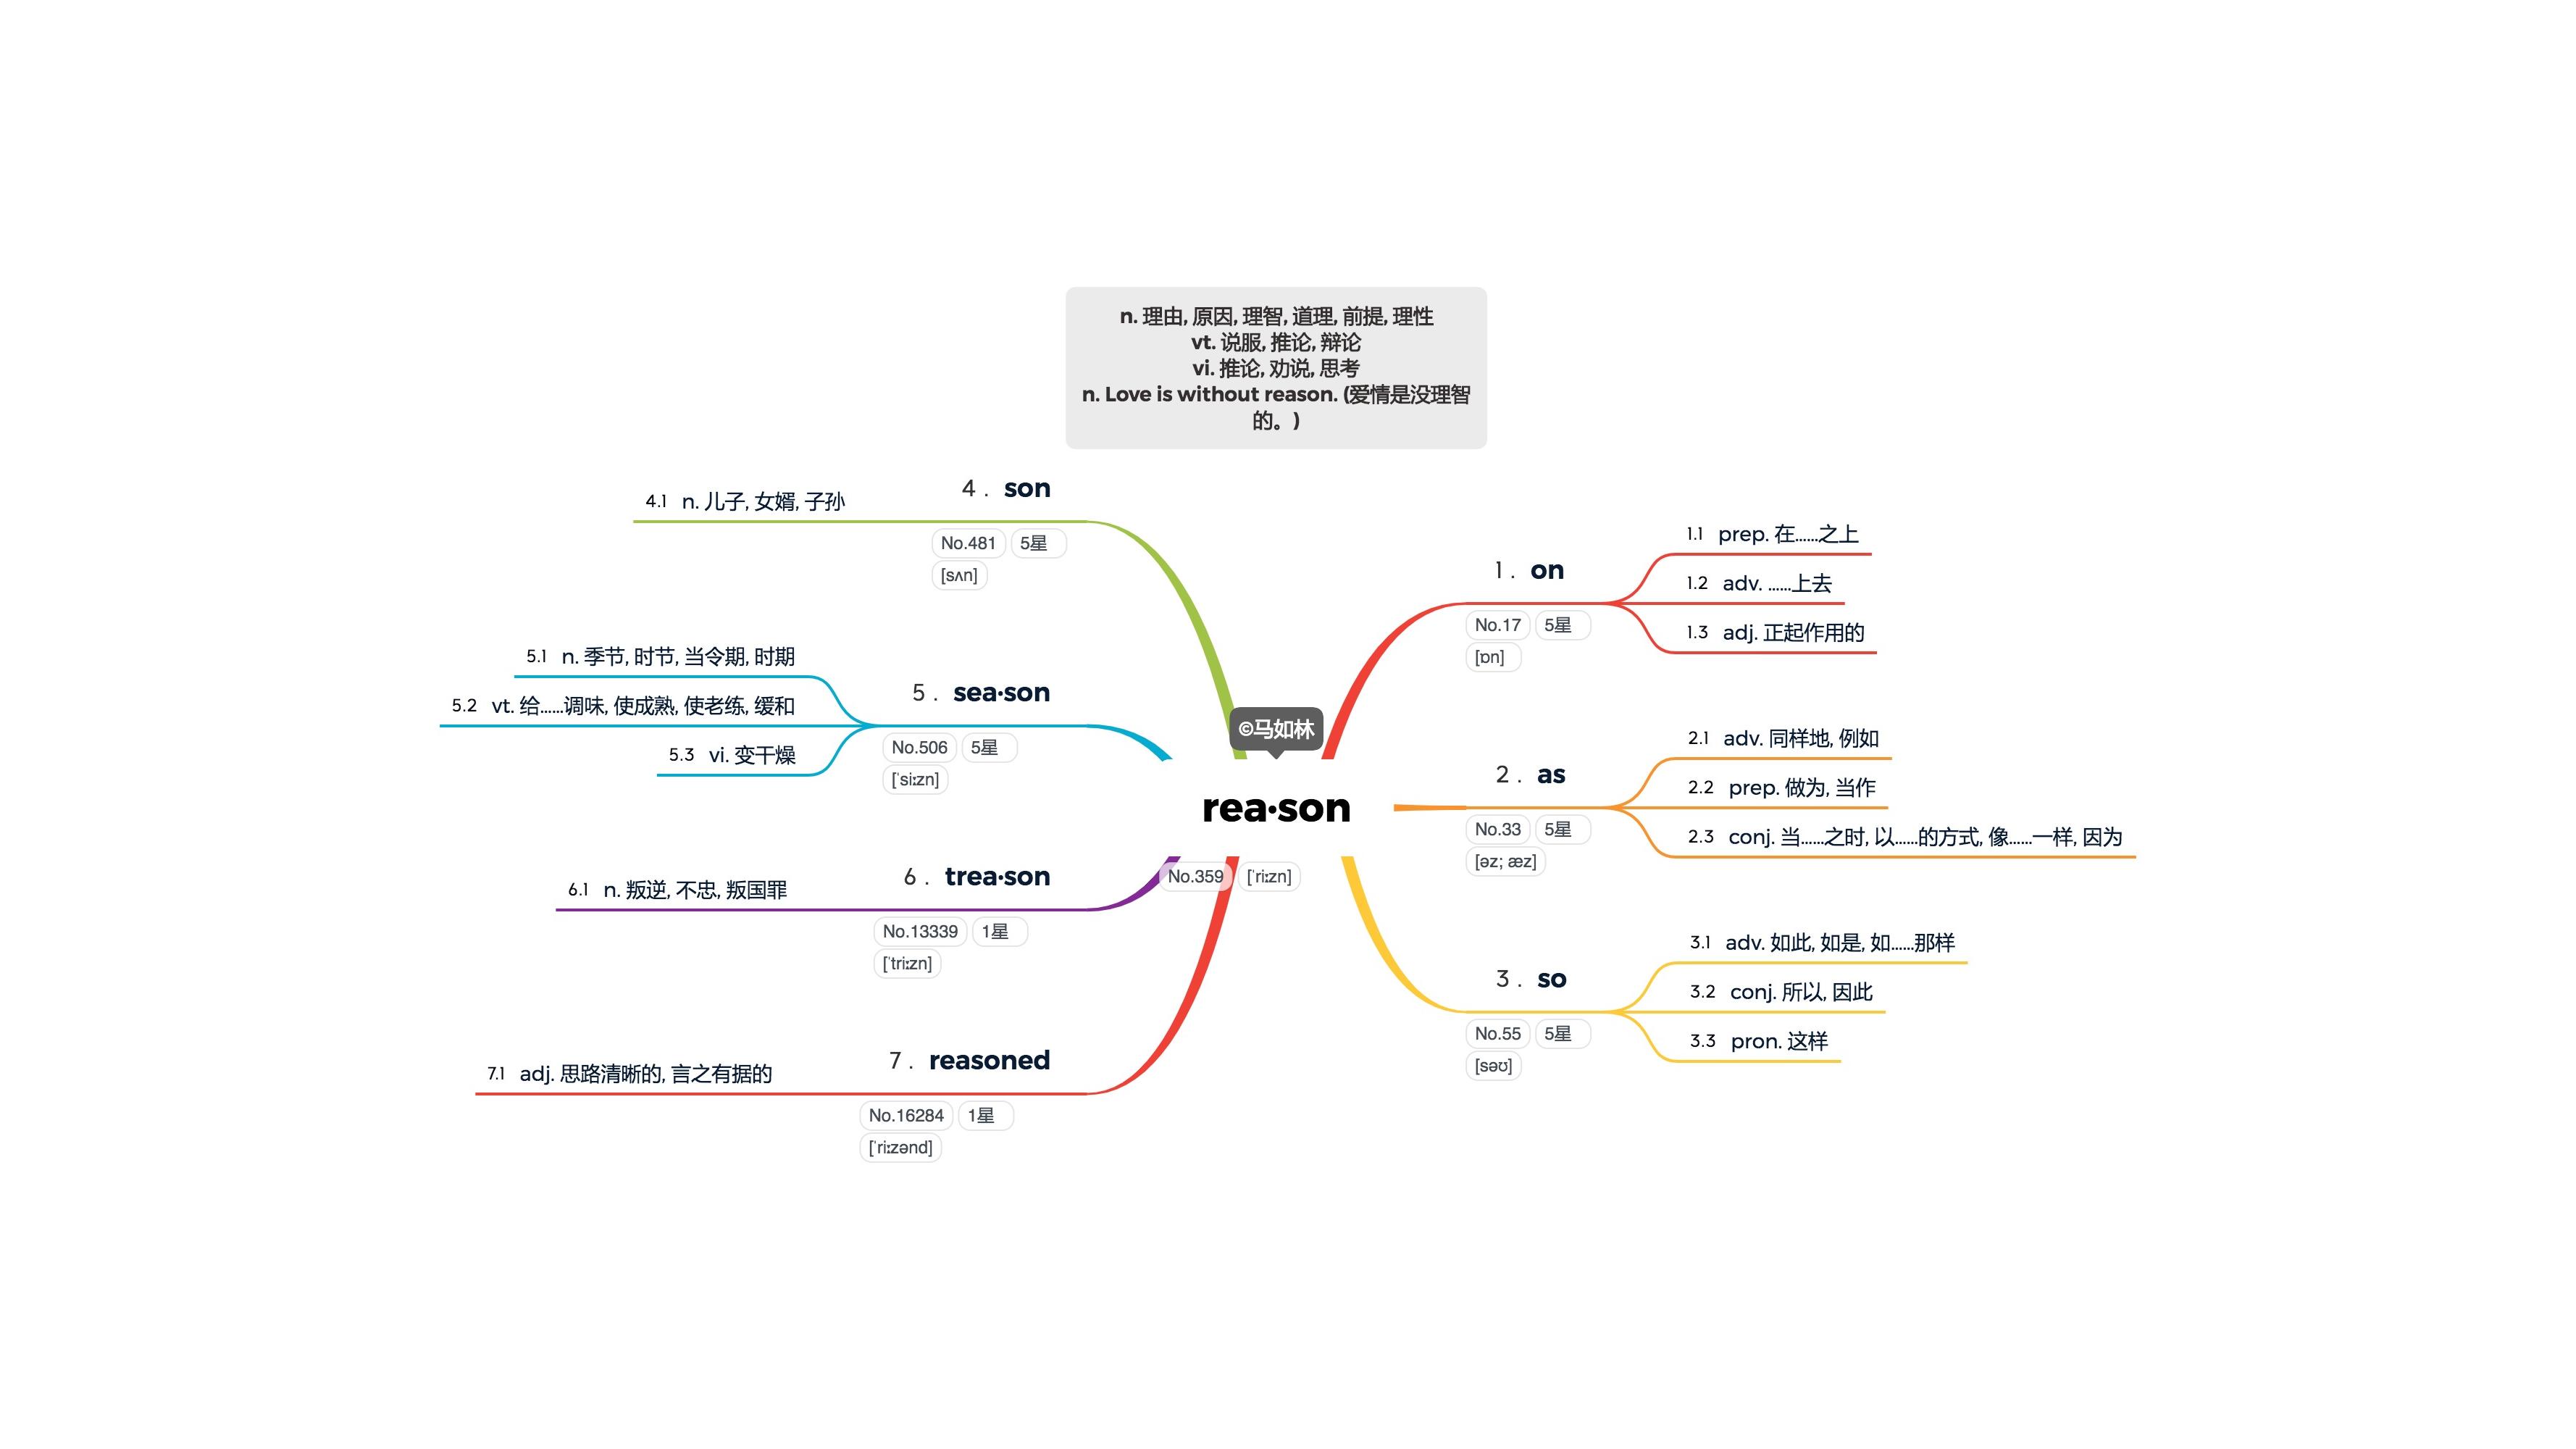 n. 理由, 原因, 理智, 道理, 前提, 理性
vt. 说服, 推论, 辩论
vi. 推论, 劝说, 思考
n. Love is without reason. (爱情是没理智
的。)
©马如林
rea·son
No.359 [ˈriːzn]
1 . on
No.17 5星
[ɒn]
1.1 prep. 在......之上
1.2 adv. ......上去
1.3 adj. 正起作用的
2 . as
No.33 5星
[əz; æz]
2.1 adv. 同样地, 例如
2.2 prep. 做为, 当作
2.3 conj. 当......之时, 以......的方式, 像......一样, 因为
3 . so
No.55 5星
[səʊ]
3.1 adv. 如此, 如是, 如......那样
3.2 conj. 所以, 因此
3.3 pron. 这样
4 . son
No.481 5星
[sʌn]
4.1 n. 儿子, 女婿, 子孙
5 . sea·son
No.506 5星
[ˈsiːzn]
5.1 n. 季节, 时节, 当令期, 时期
5.2 vt. 给......调味, 使成熟, 使老练, 缓和
5.3 vi. 变干燥
6 . trea·son
No.13339 1星
[ˈtriːzn]
6.1 n. 叛逆, 不忠, 叛国罪
7 . reasoned
No.16284 1星
[ˈriːzənd]
7.1 adj. 思路清晰的, 言之有据的